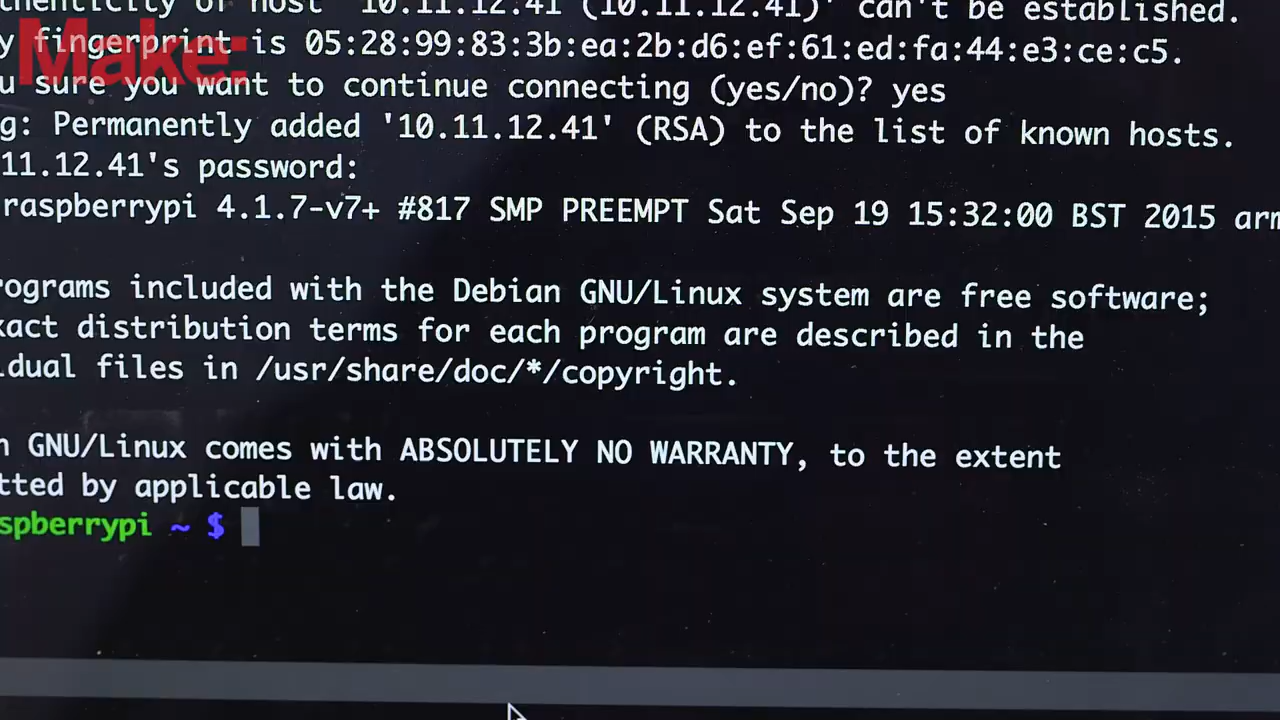 henticity of host '10.11.12.41 (10.11.12.41)' can't be established.
y fingerprint is 05:28:99:83:3b:ea:2b:d6:ef:61:ed:fa:44:e3:ce:c5.
u sure you want to continue connecting (yes/no)? yes
g: Permanently added '10.11.12.41' (RSA) to the list of known hosts.
11.12.41's password:
raspberrypi 4.1.7-v7+ #817 SMP PREEMPT Sat Sep 19 15:32:00 BST 2015 arm
rograms included with the Debian GNU/Linux system are free software;
xact distribution terms for each program are described in the
idual files in /usr/share/doc/*/copyright.
n GNU/Linux comes with ABSOLUTELY NO WARRANTY, to the extent
tted by applicable law.
spberrypi ~ $
Make: